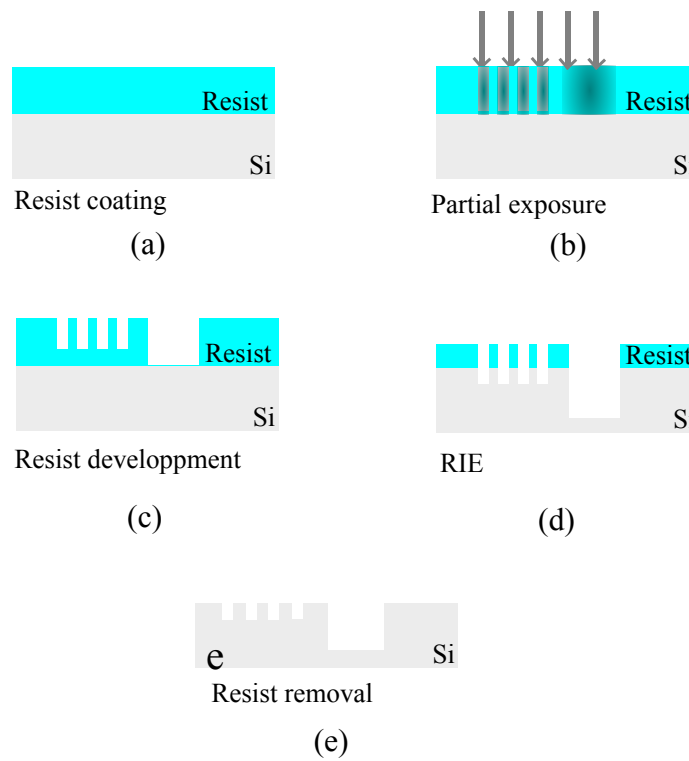 Resist
Si
Resist coating
(a)
Resist
S
Partial exposure
(b)
Resist
Si
Resist developpment
(c)
Resist
S
RIE
(d)
e
Si
Resist removal
(e)